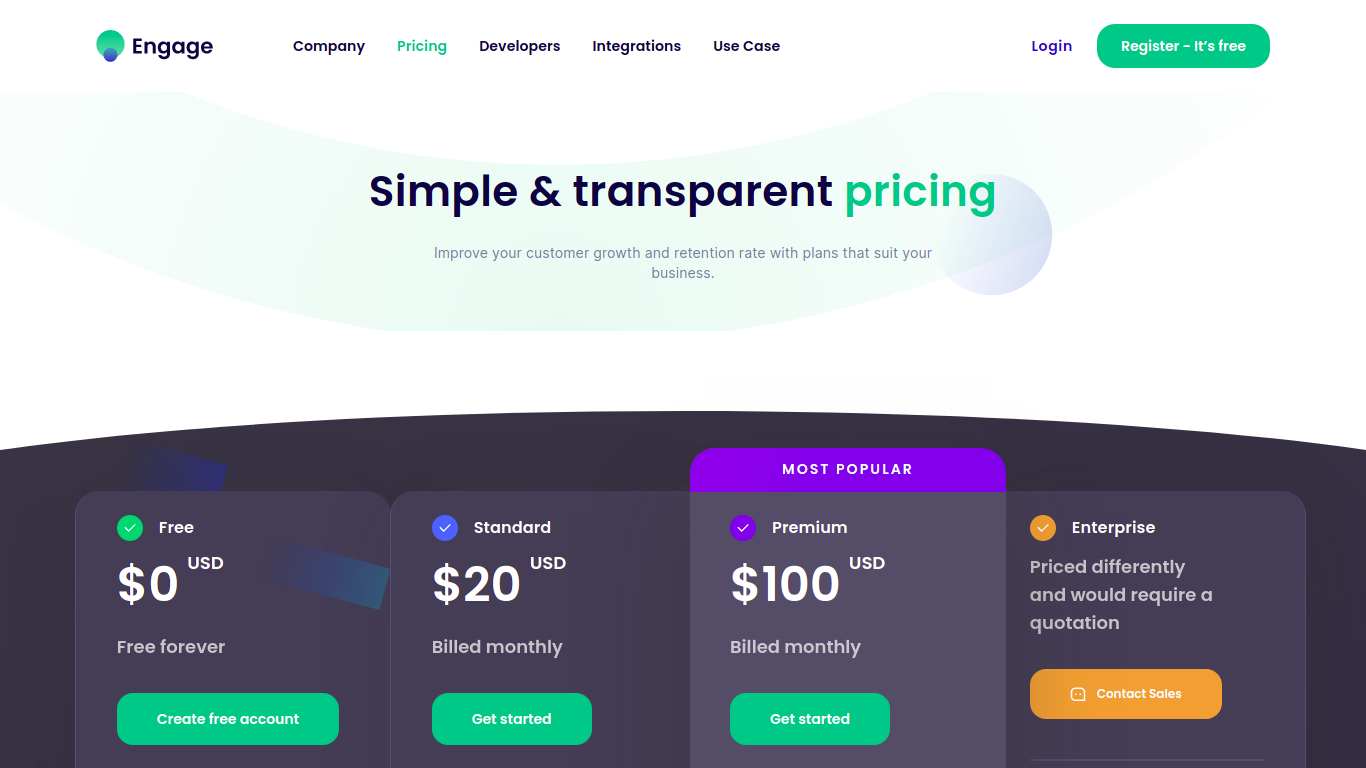 Engage
Company
Pricing
Developers
Integrations
Use Case
Login
Register - It's free
Simple & transparent pricing
Improve your customer growth and retention rate with plans that suit your
business.
MOST POPULAR
Free
$0 USD
Free forever
Create free account
Standard
$20 USD
Billed monthly
Get started
Premium
$100 USD
Billed monthly
Get started
Enterprise
Priced differently
and would require a
quotation
Contact Sales